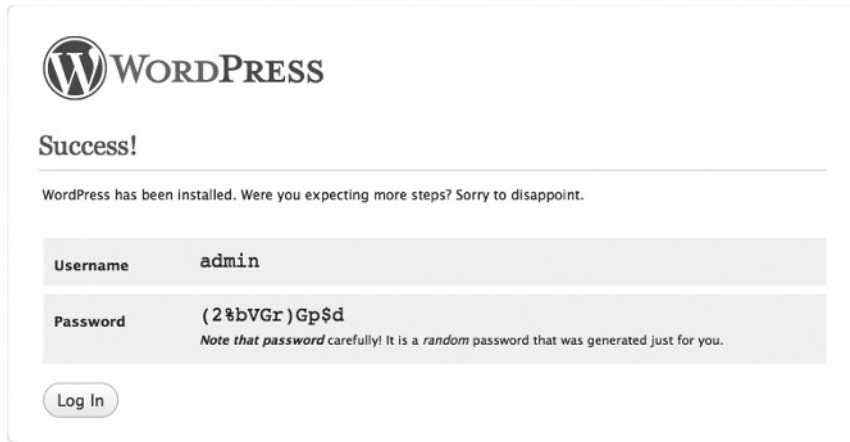 WORDPRESS
Success!
WordPress has been installed. Were you expecting more steps? Sorry to disappoint.
Username admin
Password (2%bVGr)Gp$d
Note that password carefully! It is a random password that was generated just for you.
Log In